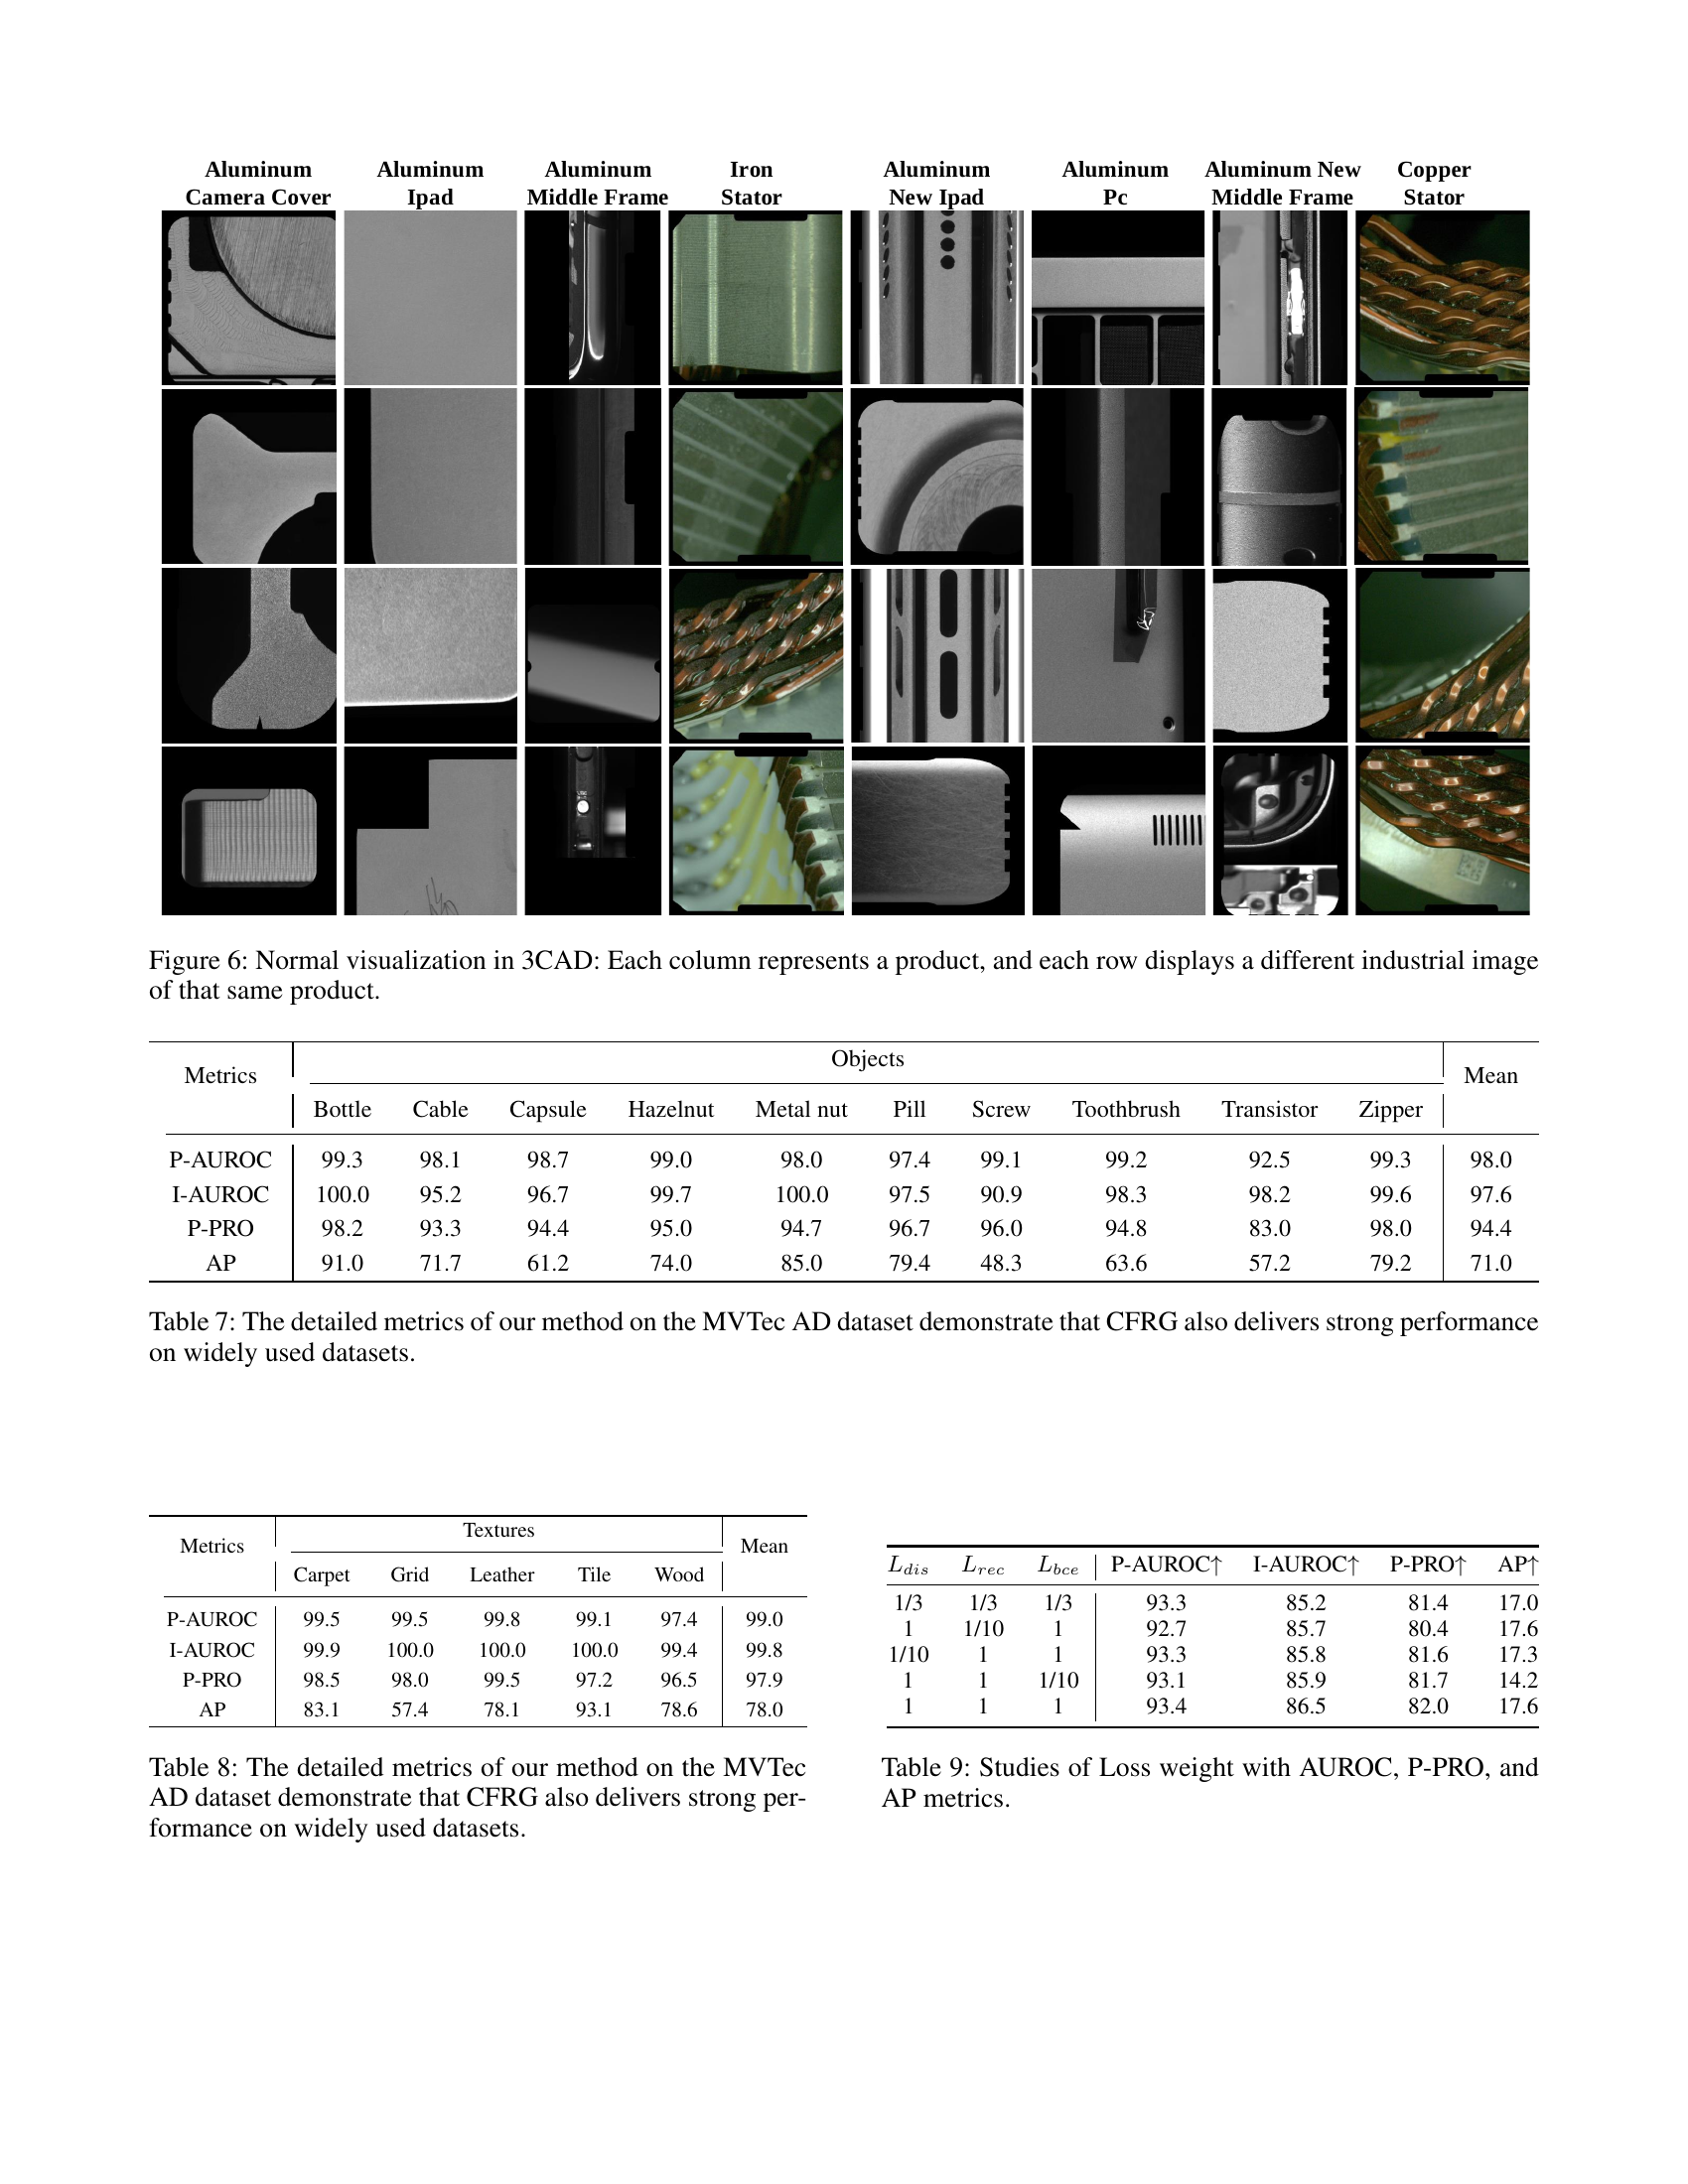 Aluminum Camera Cover
Aluminum Ipad
Aluminum Middle Frame
Iron Stator
Aluminum New Ipad
Aluminum Pc
Aluminum New Middle Frame
Copper Stator
Figure 6: Normal visualization in 3CAD: Each column represents a product, and each row displays a different industrial image
of that same product.
Metrics Objects Mean
Bottle Cable Capsule Hazelnut Metal nut Pill Screw Toothbrush Transistor Zipper
P-AUROC 99.3 98.1 98.7 99.0 98.0 97.4 99.1 99.2 92.5 99.3 98.0
I-AUROC 100.0 95.2 96.7 99.7 100.0 97.5 90.9 98.3 98.2 99.6 97.6
P-PRO 98.2 93.3 94.4 95.0 94.7 96.7 96.0 94.8 83.0 98.0 94.4
AP 91.0 71.7 61.2 74.0 85.0 79.4 48.3 63.6 57.2 79.2 71.0
Table 7: The detailed metrics of our method on the MVTec AD dataset demonstrate that CFRG also delivers strong performance
on widely used datasets.
Metrics Textures Mean
Carpet Grid Leather Tile Wood
P-AUROC 99.5 99.5 99.8 99.1 97.4 99.0
I-AUROC 99.9 100.0 100.0 100.0 99.4 99.8
P-PRO 98.5 98.0 99.5 97.2 96.5 97.9
AP 83.1 57.4 78.1 93.1 78.6 78.0
Table 8: The detailed metrics of our method on the MVTec
AD dataset demonstrate that CFRG also delivers strong per-
formance on widely used datasets.
L_dis L_rec L_bce P-AUROC↑ I-AUROC↑ P-PRO↑ AP↑
1/3 1/3 1/3 93.3 85.2 81.4 17.0
1 1/10 1 92.7 85.7 80.4 17.6
1/10 1 1 93.3 85.8 81.6 17.3
1 1 1/10 93.1 85.9 81.7 14.2
1 1 1 93.4 86.5 82.0 17.6
Table 9: Studies of Loss weight with AUROC, P-PRO, and
AP metrics.